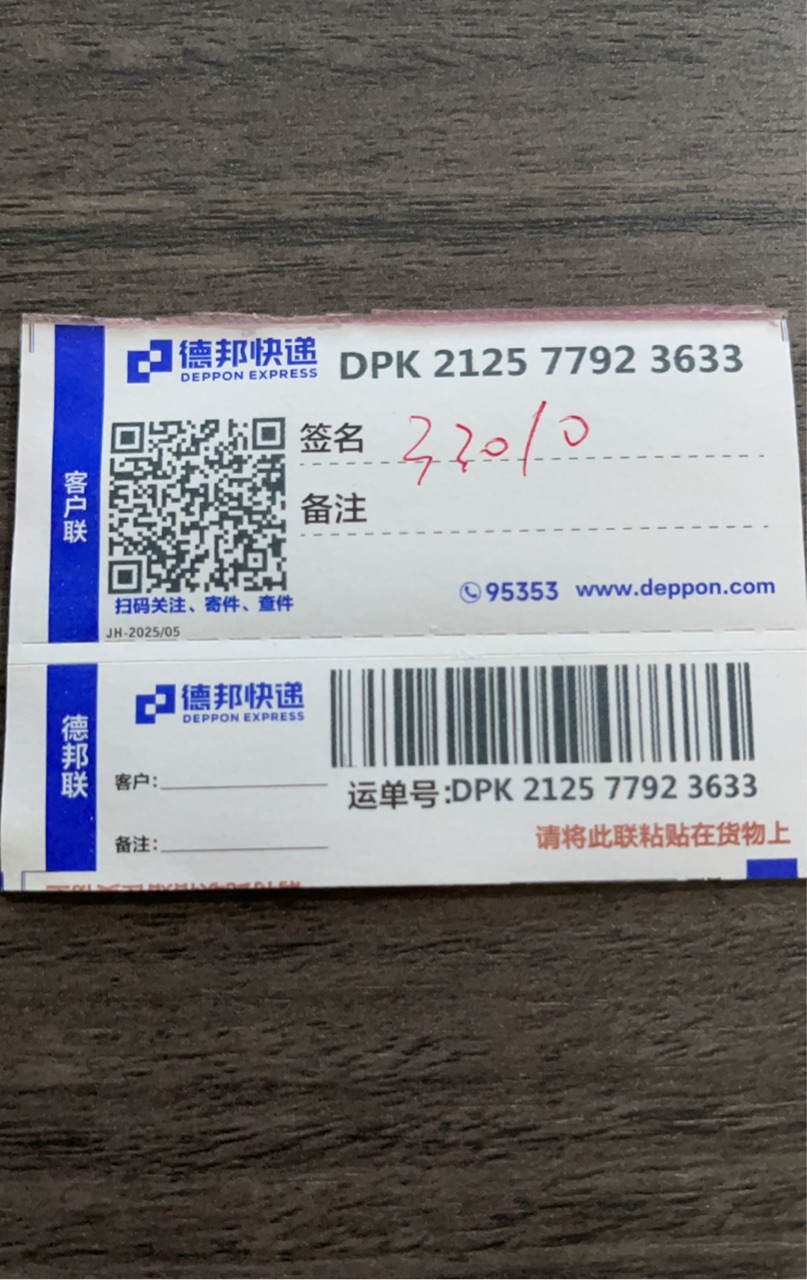 德邦快递 DPK 2125 7792 3633
DEPPON EXPRESS
客户联
签名 33010
备注
扫码关注、寄件、查件
95353 www.deppon.com
JH-2025/05
德邦联
德邦快递
DEPPON EXPRESS
客户:
运单号:DPK 2125 7792 3633
备注:
请将此联粘贴在货物上